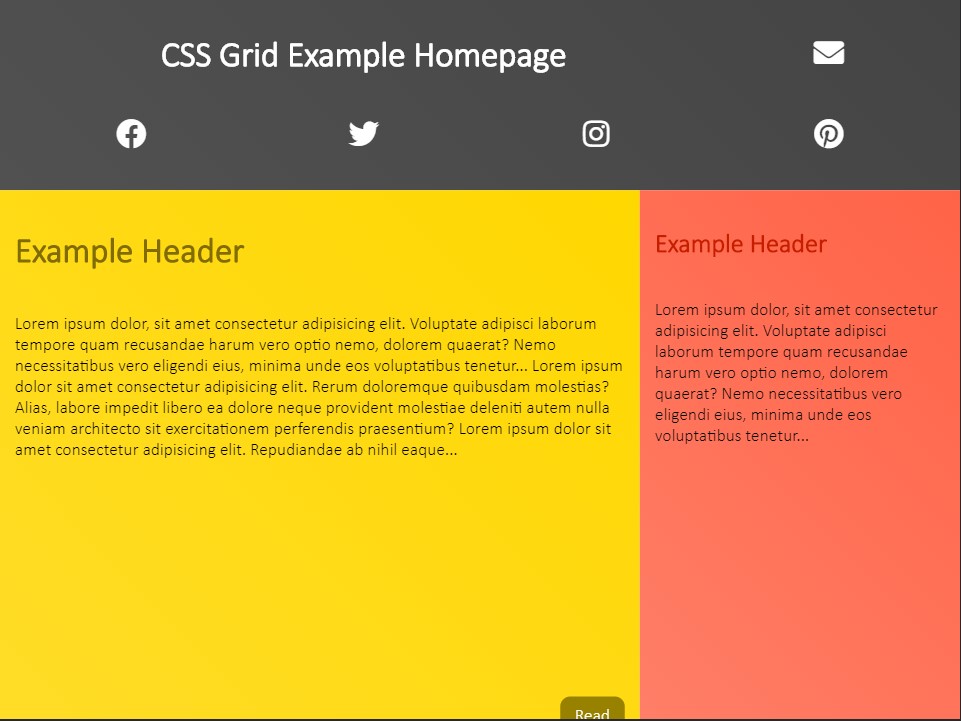 CSS Grid Example Homepage
Example Header
Lorem ipsum dolor, sit amet consectetur adipisicing elit. Voluptate adipisci laborum
tempore quam recusandae harum vero optio nemo, dolorem quaerat? Nemo
necessitatibus vero eligendi eius, minima unde eos voluptatibus tenetur... Lorem ipsum
dolor sit amet consectetur adipisicing elit. Rerum doloremque quibusdam molestias?
Alias, labore impedit libero ea dolore neque provident molestiae deleniti autem nulla
veniam architecto sit exercitationem perferendis praesentium? Lorem ipsum dolor sit
amet consectetur adipisicing elit. Repudiandae ab nihil eaque...
Read
Example Header
Lorem ipsum dolor, sit amet consectetur
adipisicing elit. Voluptate adipisci
laborum tempore quam recusandae
harum vero optio nemo, dolorem
quaerat? Nemo necessitatibus vero
eligendi eius, minima unde eos
voluptatibus tenetur...